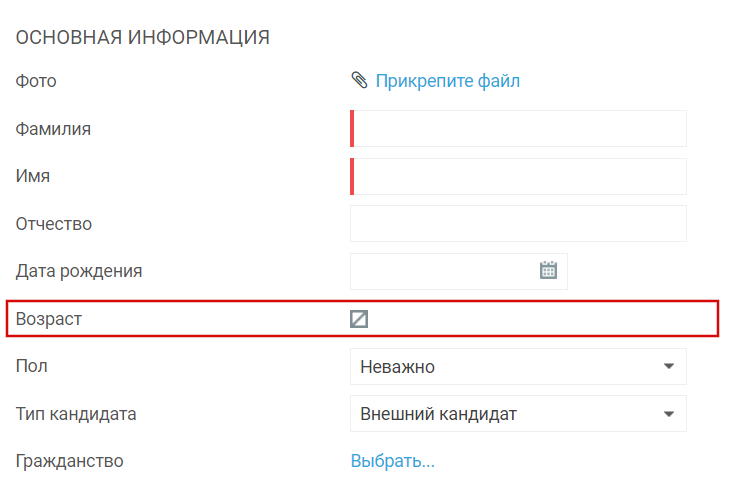 ОСНОВНАЯ ИНФОРМАЦИЯ
Фото Прикрепите файл
Фамилия
Имя
Отчество
Дата рождения
Возраст
Пол Неважно
Тип кандидата Внешний кандидат
Гражданство Выбрать...